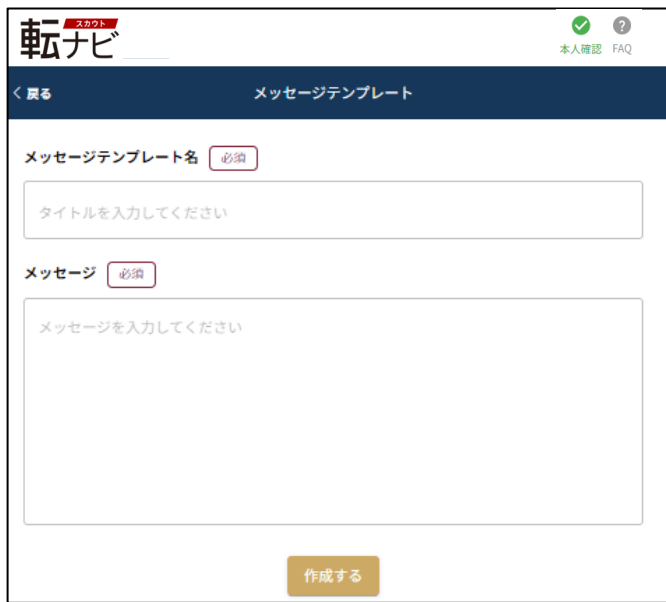 スカウト
転ナビ
本人確認 FAQ
戻る メッセージテンプレート
メッセージテンプレート名 必須
タイトルを入力してください
メッセージ 必須
メッセージを入力してください
作成する